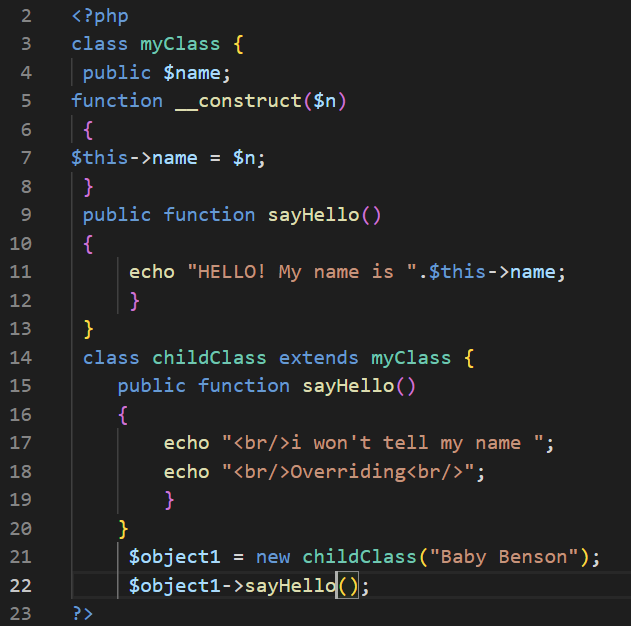 2 <?php
3 class myClass {
4 public $name;
5 function __construct($n)
6 {
7 $this->name = $n;
8 }
9 public function sayHello()
10 {
11 echo "HELLO! My name is ".$this->name;
12 }
13 }
14 class childClass extends myClass {
15 public function sayHello()
16 {
17 echo "<br/>i won't tell my name ";
18 echo "<br/>Overriding<br/>";
19 }
20 }
21 $object1 = new childClass("Baby Benson");
22 $object1->sayHello();
23 ?>